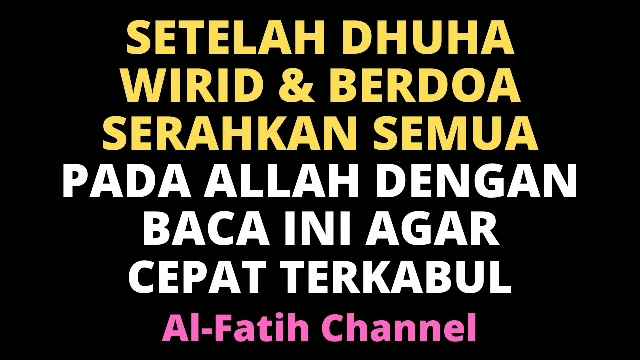 SETELAH DHUHA
WIRID & BERDOA
SERAHKAN SEMUA
PADA ALLAH DENGAN
BACA INI AGAR
CEPAT TERKABUL
Al-Fatih Channel